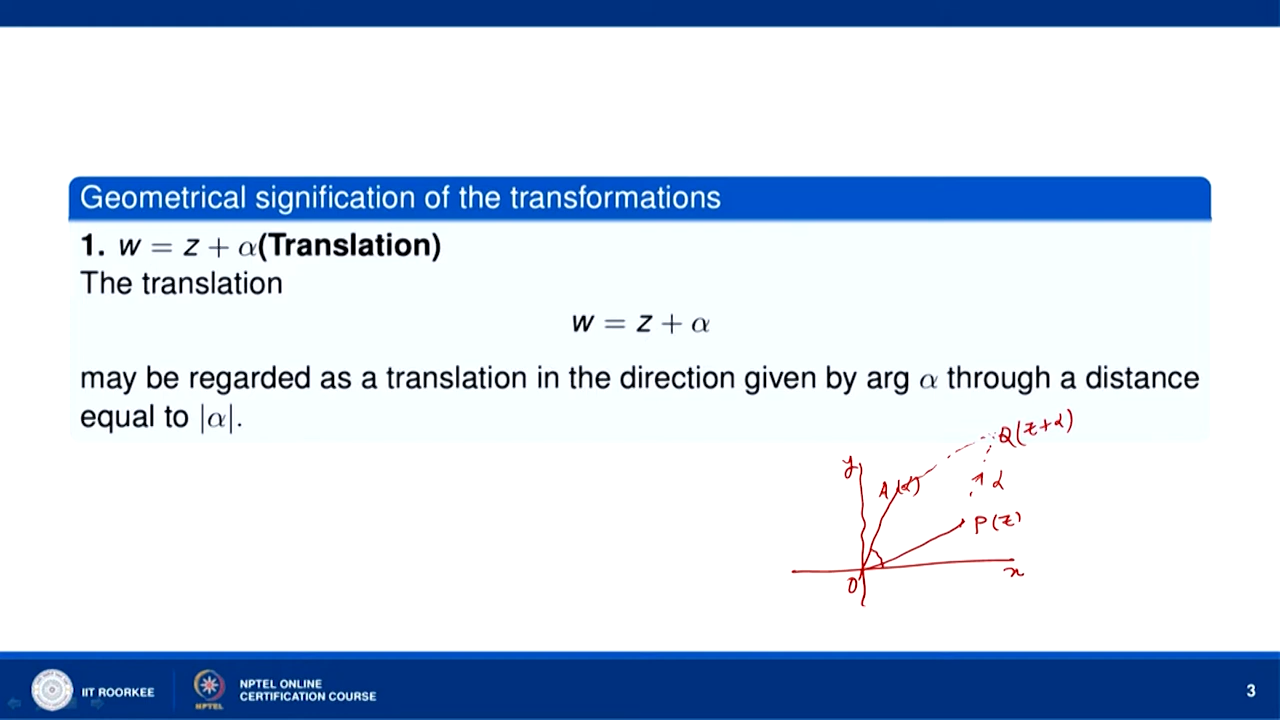 Geometrical signification of the transformations
1. w = z + α(Translation)
The translation
w = z + α
may be regarded as a translation in the direction given by arg α through a distance
equal to |α|.
Q(z+α)
y
A(α)
α
P(z)
O
x
IIT ROORKEE
NPTEL
NPTEL ONLINE
CERTIFICATION COURSE
3